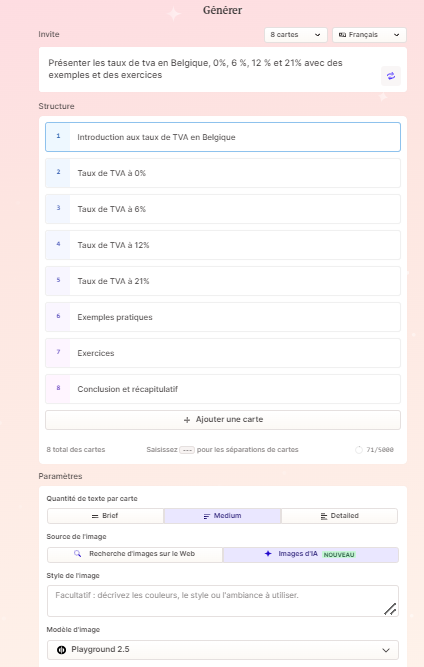 Générer
Invite
8 cartes
Français
Présenter les taux de tva en Belgique, 0%, 6 %, 12 % et 21% avec des
exemples et des exercices
Structure
1 Introduction aux taux de TVA en Belgique
2 Taux de TVA à 0%
3 Taux de TVA à 6%
4 Taux de TVA à 12%
5 Taux de TVA à 21%
6 Exemples pratiques
7 Exercices
8 Conclusion et récapitulatif
+ Ajouter une carte
8 total des cartes
Saisissez --- pour les séparations de cartes
71/5000
Paramètres
Quantité de texte par carte
Brief
Medium
Detailed
Source de l'image
Recherche d'images sur le Web
Images d'IA NOUVEAU
Style de l'image
Facultatif : décrivez les couleurs, le style ou l'ambiance à utiliser.
Modèle d'image
Playground 2.5